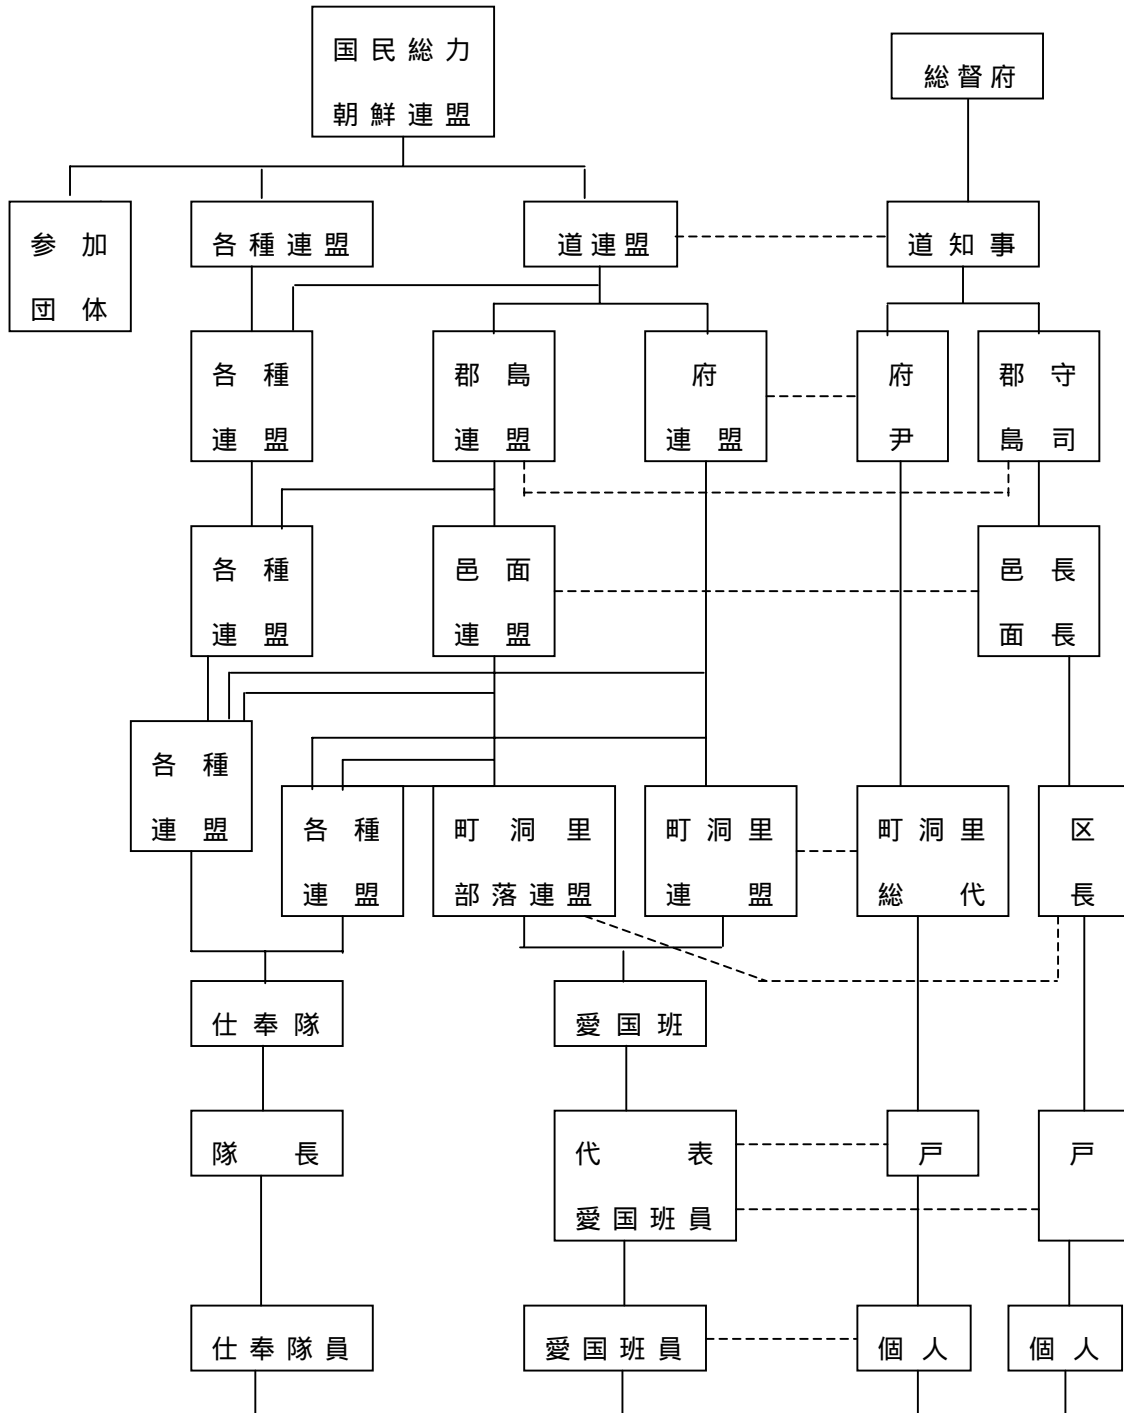 国民総力
朝鮮連盟
総督府
参加
団体
各種連盟
道連盟
道知事
各種
連盟
郡島
連盟
府
連盟
府
尹
郡守
島司
各種
連盟
邑面
連盟
邑長
面長
各種
連盟
各種
連盟
町洞里
部落連盟
町洞里
連盟
町洞里
総代
区
長
仕奉隊
愛国班
隊長
代表
愛国班員
戸
戸
仕奉隊員
愛国班員
個人
個人